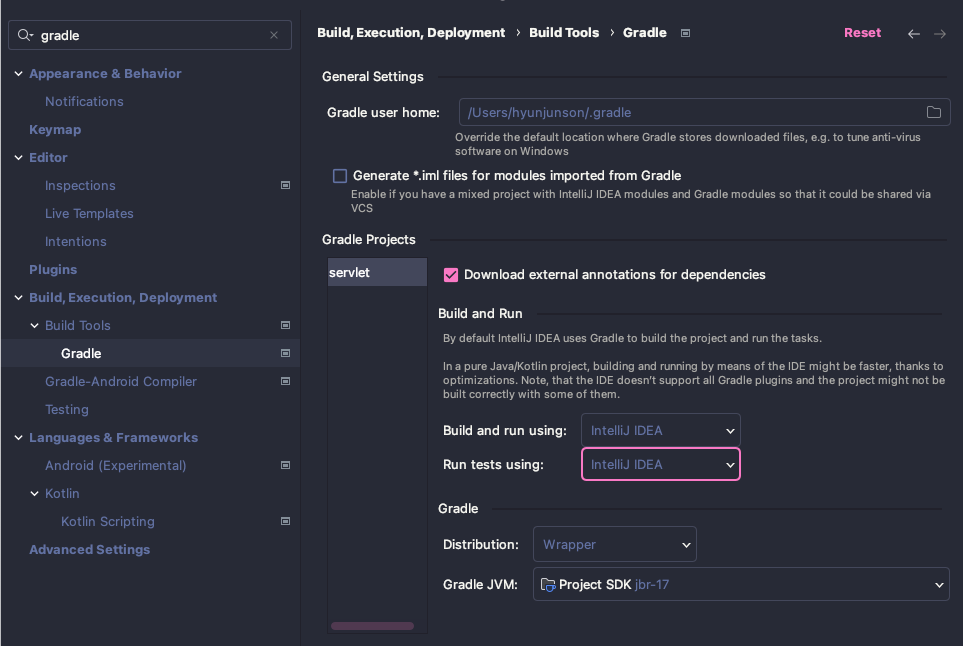 gradle
Appearance & Behavior
Notifications
Keymap
Editor
Inspections
Live Templates
Intentions
Plugins
Build, Execution, Deployment
Build Tools
Gradle
Gradle-Android Compiler
Testing
Languages & Frameworks
Android (Experimental)
Kotlin
Kotlin Scripting
Advanced Settings
Build, Execution, Deployment › Build Tools › Gradle
Reset
General Settings
Gradle user home: /Users/hyunjunson/.gradle
Override the default location where Gradle stores downloaded files, e.g. to tune anti-virus
software on Windows
Generate *.iml files for modules imported from Gradle
Enable if you have a mixed project with IntelliJ IDEA modules and Gradle modules so that it could be shared via
VCS
Gradle Projects
servlet
Download external annotations for dependencies
Build and Run
By default IntelliJ IDEA uses Gradle to build the project and run the tasks.
In a pure Java/Kotlin project, building and running by means of the IDE might be faster, thanks to
optimizations. Note, that the IDE doesn't support all Gradle plugins and the project might not be
built correctly with some of them.
Build and run using: IntelliJ IDEA
Run tests using: IntelliJ IDEA
Gradle
Distribution: Wrapper
Gradle JVM: Project SDK jbr-17